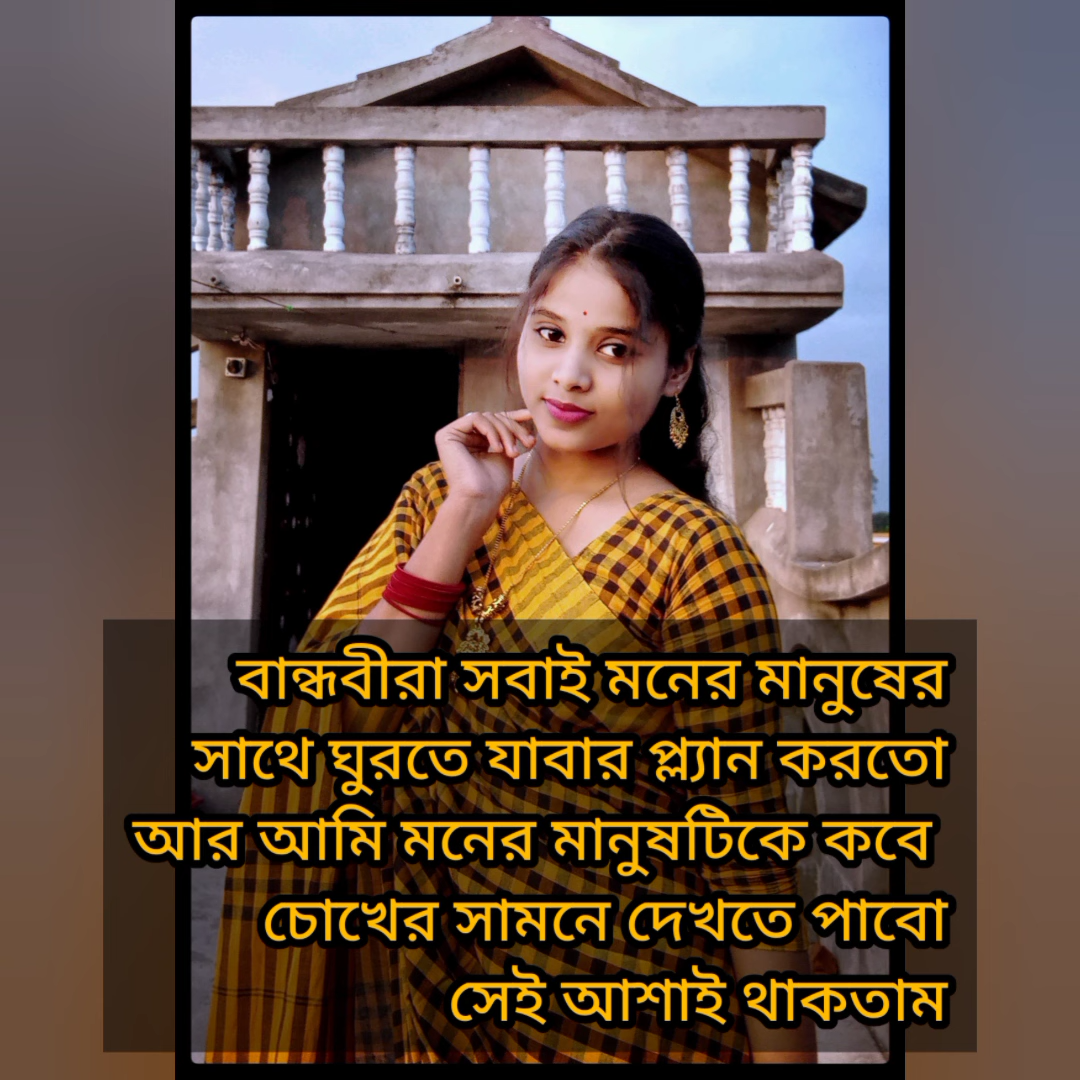 বান্ধবীরা সবাই মনের মানুষের
সাথে ঘুরতে যাবার প্ল্যান করতো
আর আমি মনের মানুষটিকে কবে
চোখের সামনে দেখতে পাবো
সেই আশাই থাকতাম